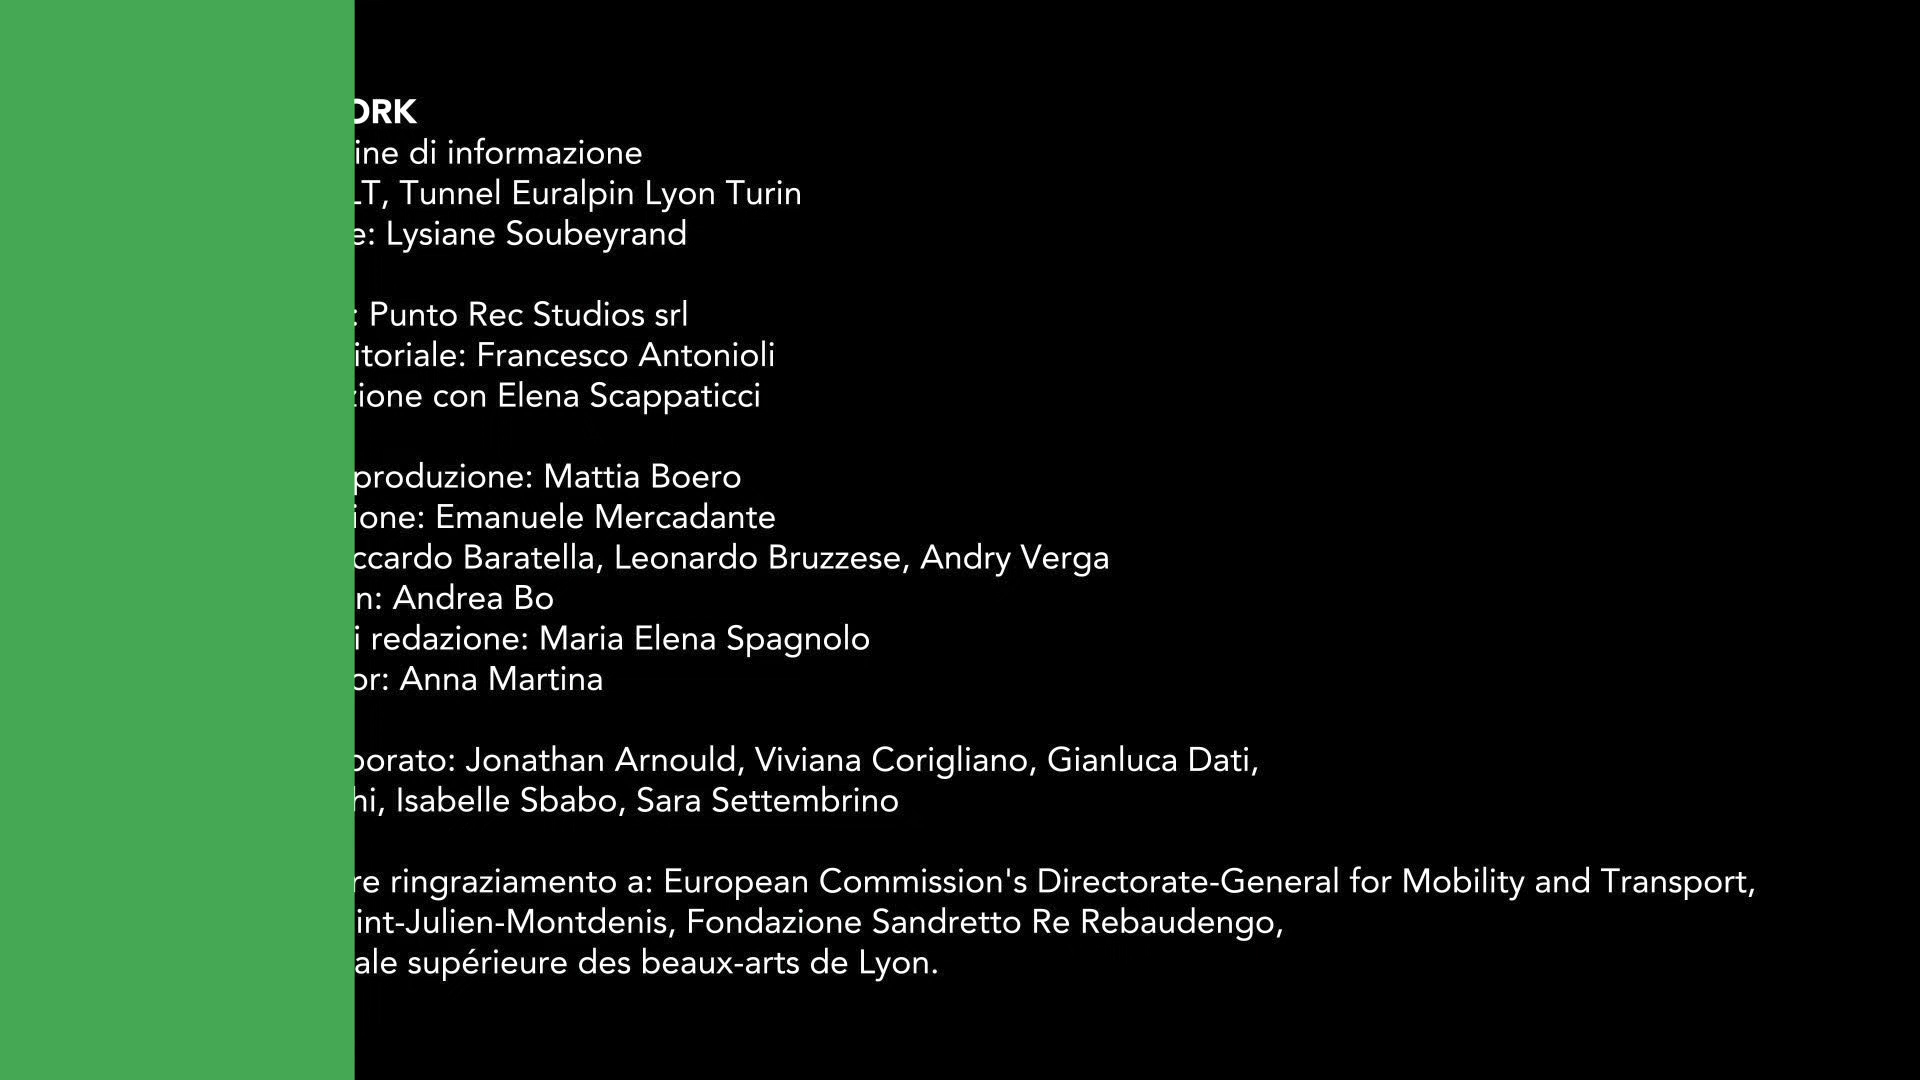 ORK
ine di informazione
LT, Tunnel Euralpin Lyon Turin
e: Lysiane Soubeyrand
: Punto Rec Studios srl
itoriale: Francesco Antonioli
zione con Elena Scappaticci
produzione: Mattia Boero
ione: Emanuele Mercadante
ccardo Baratella, Leonardo Bruzzese, Andry Verga
n: Andrea Bo
i redazione: Maria Elena Spagnolo
or: Anna Martina
borato: Jonathan Arnould, Viviana Corigliano, Gianluca Dati,
hi, Isabelle Sbabo, Sara Settembrino
re ringraziamento a: European Commission's Directorate-General for Mobility and Transport,
int-Julien-Montdenis, Fondazione Sandretto Re Rebaudengo,
ale supérieure des beaux-arts de Lyon.